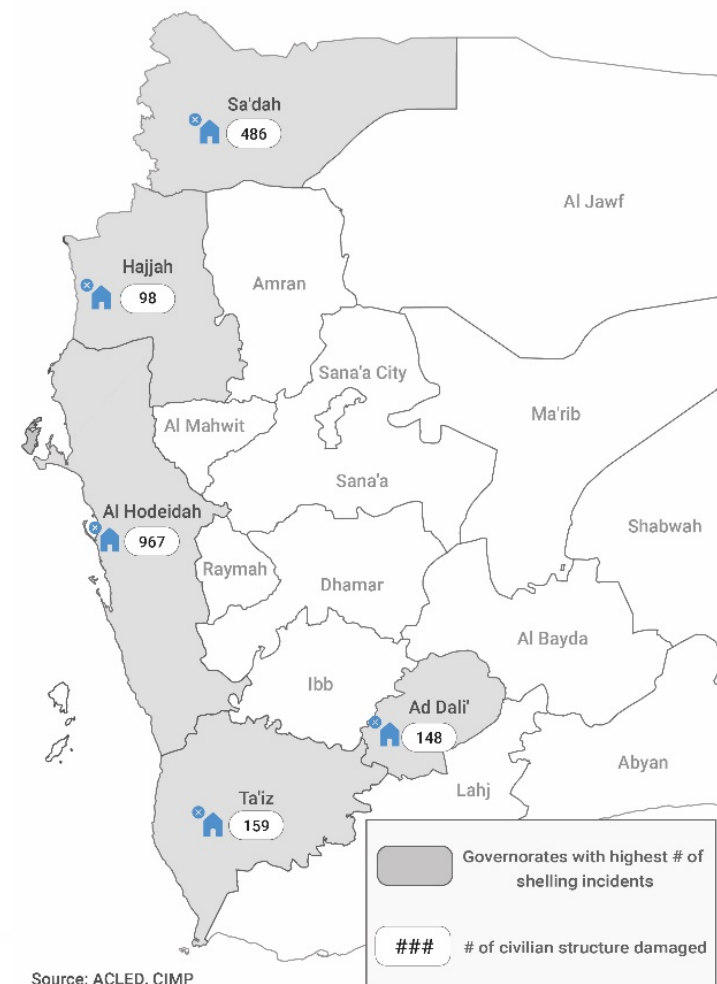 Sa'dah
486
Al Jawf
Hajjah
98
Amran
Sana'a City
Ma'rib
Al Mahwit
Sana'a
Al Hodeidah
967
Shabwah
Raymah
Dhamar
Al Bayda
Ibb
Ad Dali'
148
Abyan
Lahj
Ta'iz
159
Governorates with highest # of
shelling incidents
###
# of civilian structure damaged
Source: ACLED, CIMP